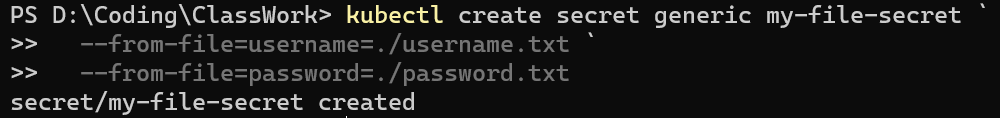 PS D:\Coding\ClassWork> kubectl create secret generic my-file-secret `
>>   --from-file=username=./username.txt `
>>   --from-file=password=./password.txt
secret/my-file-secret created